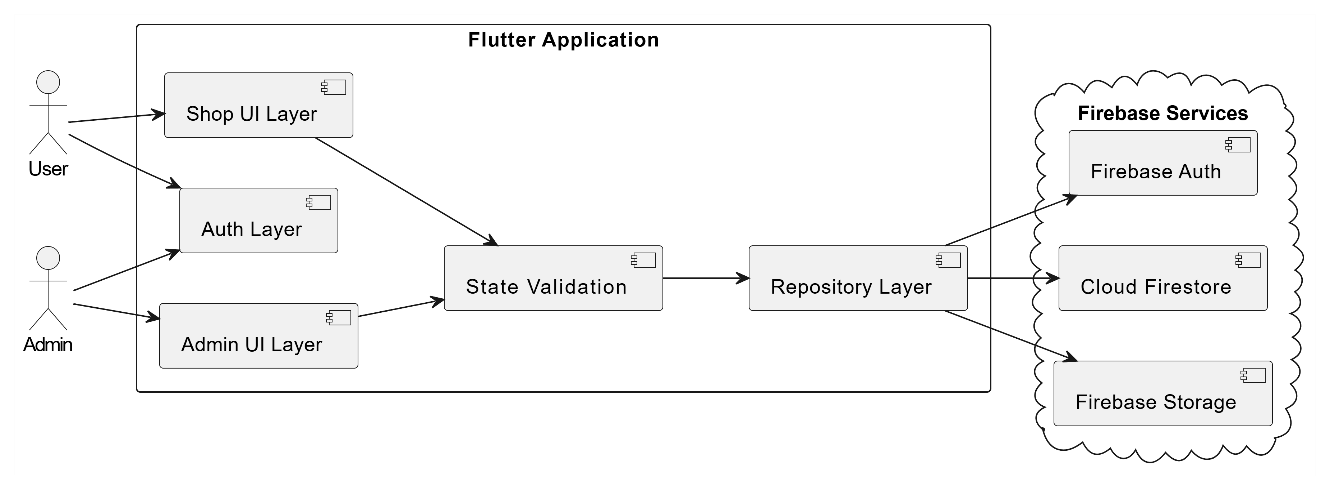 Flutter Application
Shop UI Layer
User
Auth Layer
Admin
Admin UI Layer
State Validation
Repository Layer
Firebase Services
Firebase Auth
Cloud Firestore
Firebase Storage